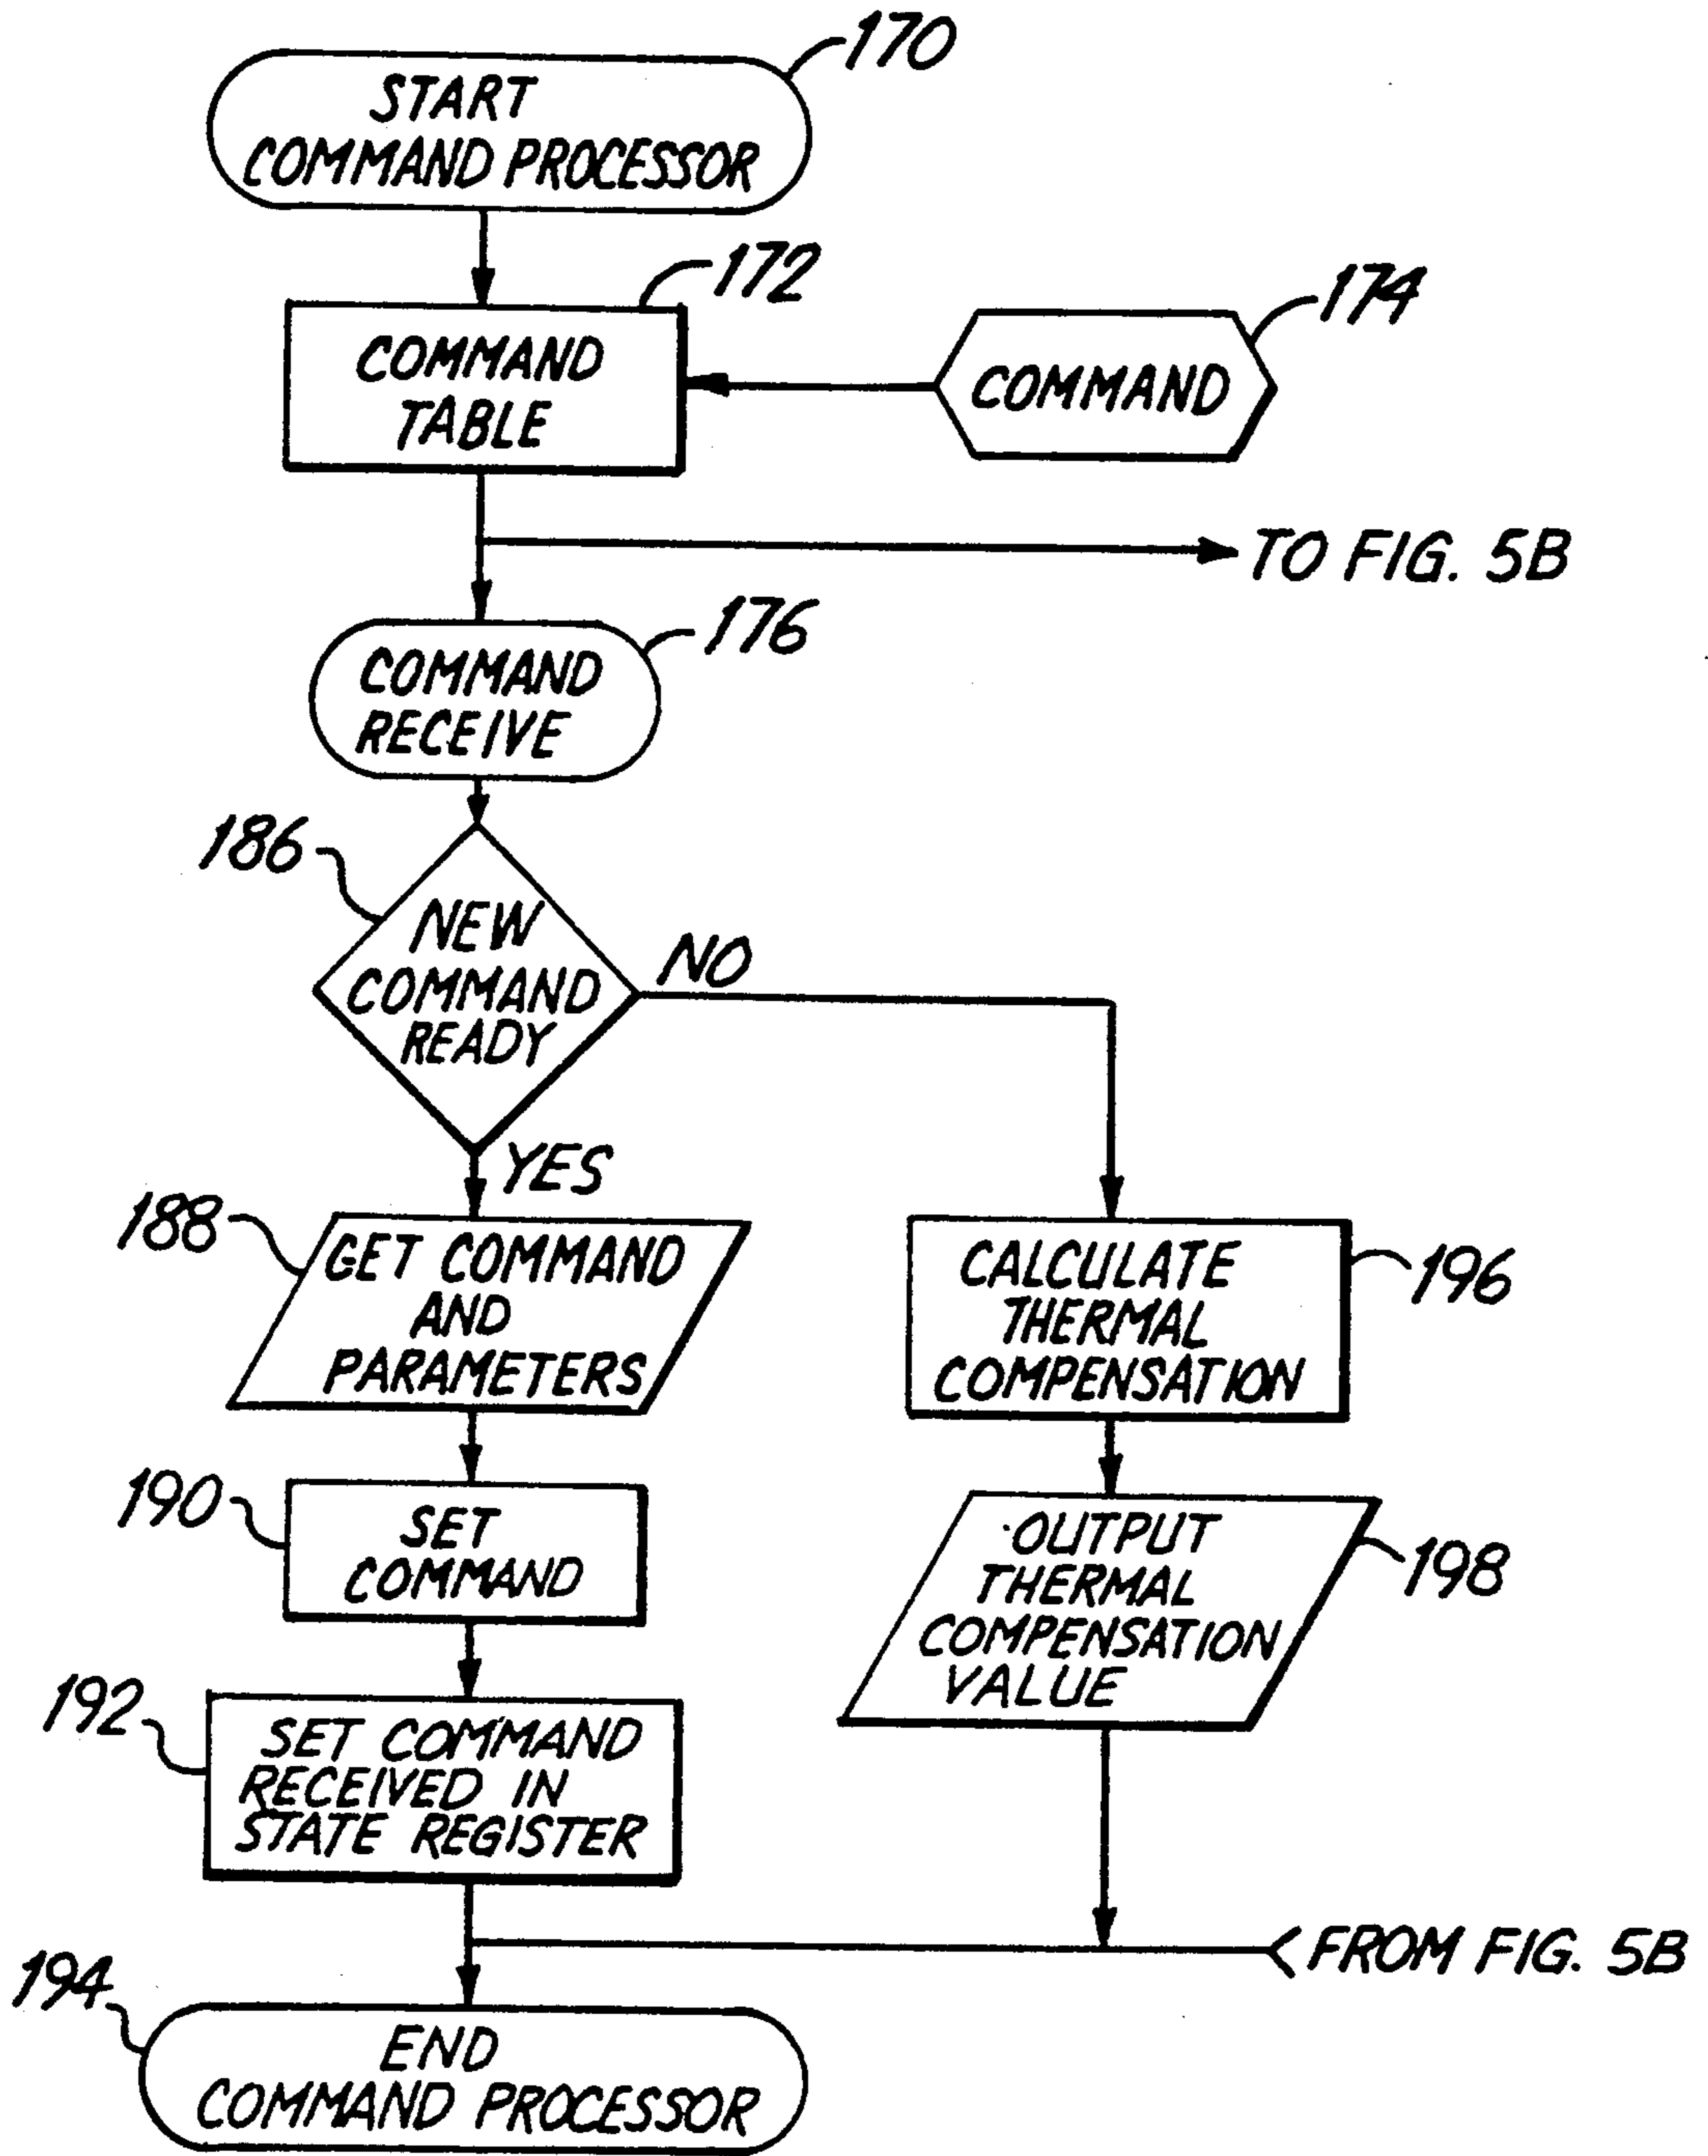 170
START
COMMAND PROCESSOR
172
174
COMMAND
TABLE
COMMAND
TO FIG. 5B
176
COMMAND
RECEIVE
186
NEW
COMMAND
READY
NO
YES
188
GET COMMAND
AND
PARAMETERS
CALCULATE
THERMAL
COMPENSATION
196
190
SET
COMMAND
OUTPUT
THERMAL
COMPENSATION
VALUE
198
192
SET COMMAND
RECEIVED IN
STATE REGISTER
FROM FIG. 5B
194
END
COMMAND PROCESSOR